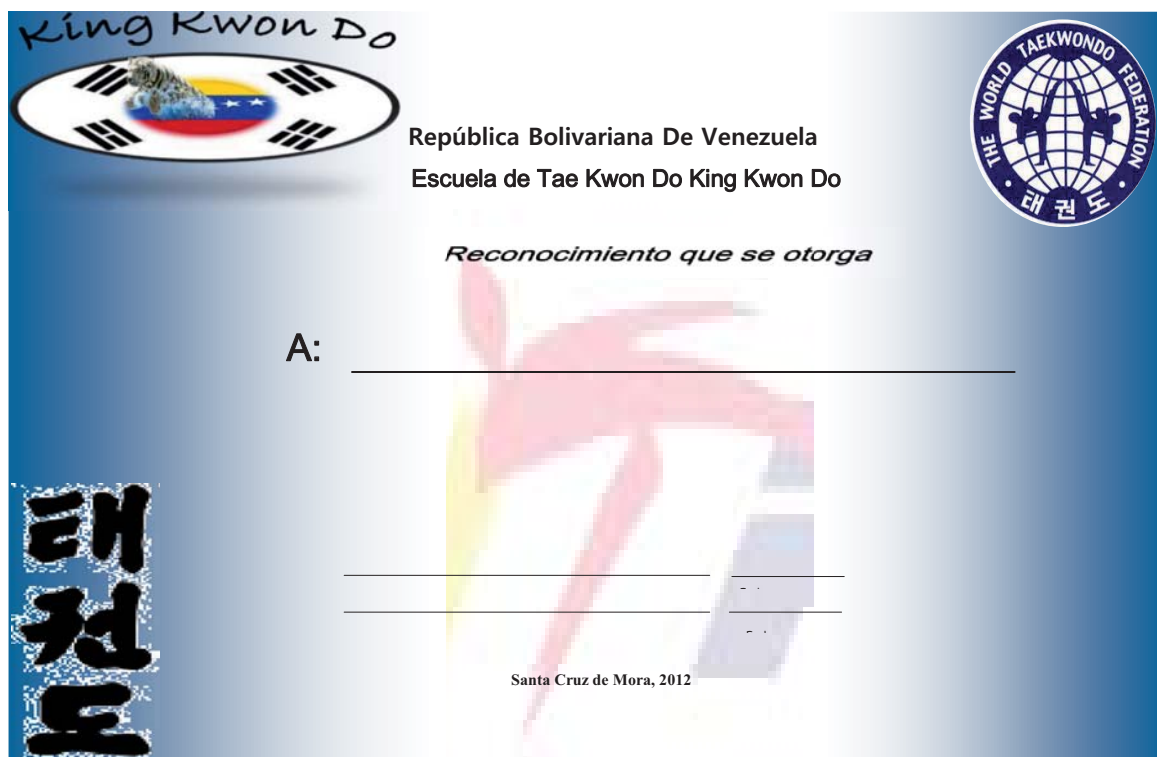 King Kwon Do
THE WORLD TAEKWONDO FEDERATION
태권도
República Bolivariana De Venezuela
Escuela de Tae Kwon Do King Kwon Do
Reconocimiento que se otorga
A:
태
권
도
Santa Cruz de Mora, 2012